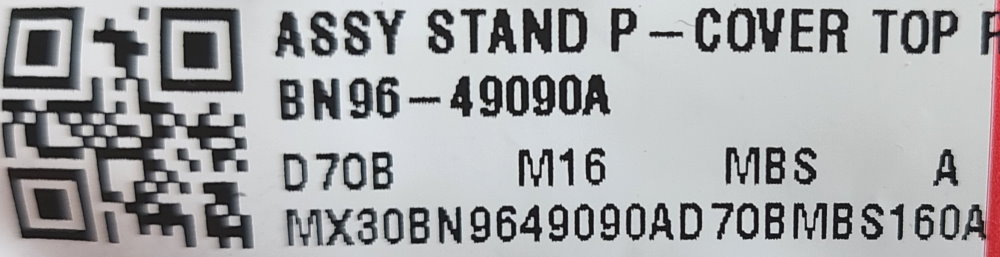 ASSY STAND P-COVER TOP P
BN96-49090A
D70B M16 MBS A
MX30BN9649090AD70BMBS160A